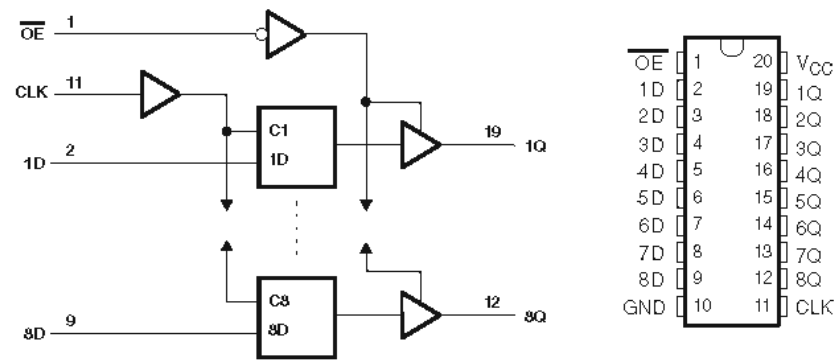 OE 1
CLK 11
C1
1D 2 1D
19 1Q
C8
8D 9 8D
12 8Q
OE 1 20 VCC
1D 2 19 1Q
2D 3 18 2Q
3D 4 17 3Q
4D 5 16 4Q
5D 6 15 5Q
6D 7 14 6Q
7D 8 13 7Q
8D 9 12 8Q
GND 10 11 CLK